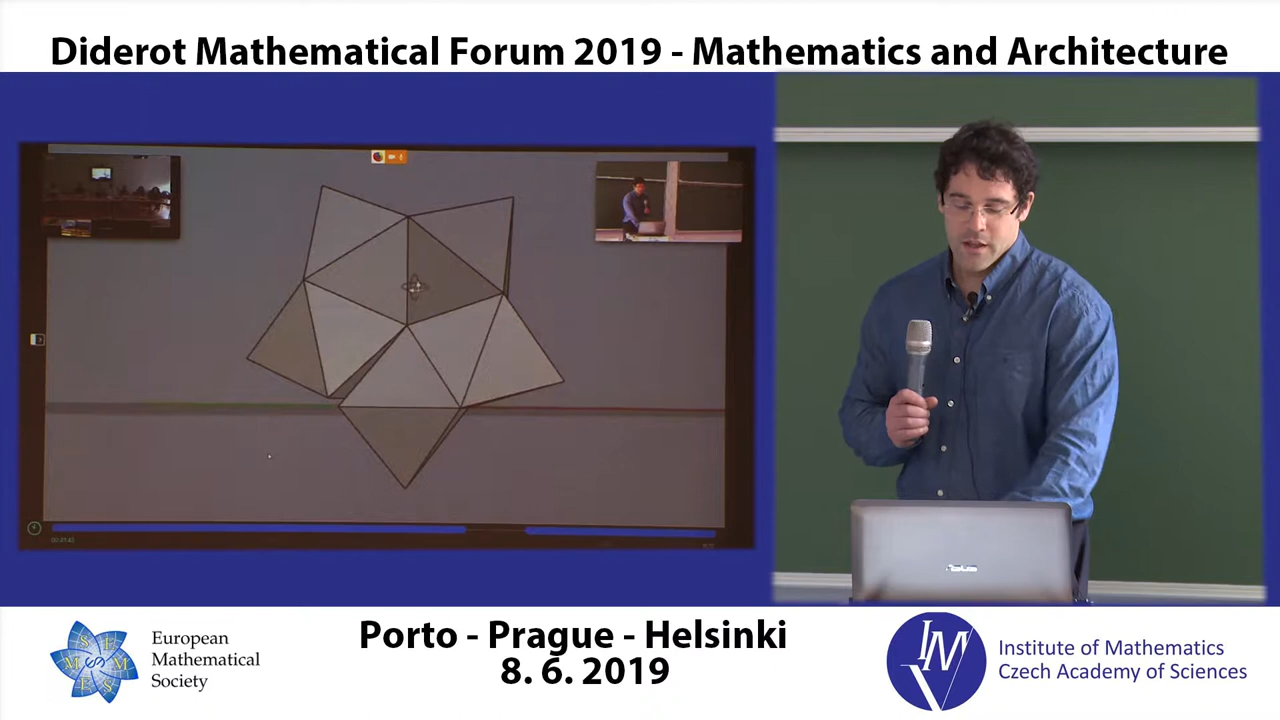 Diderot Mathematical Forum 2019 - Mathematics and Architecture
European
Mathematical
Society
Porto - Prague - Helsinki
8. 6. 2019
IM
Institute of Mathematics
Czech Academy of Sciences